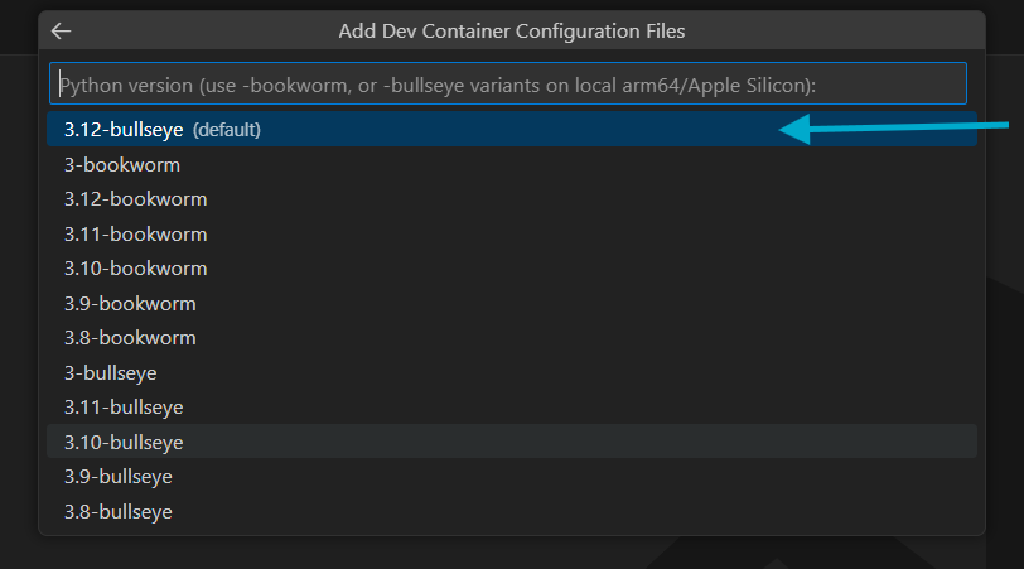 Add Dev Container Configuration Files
Python version (use -bookworm, or -bullseye variants on local arm64/Apple Silicon):
3.12-bullseye (default)
3-bookworm
3.12-bookworm
3.11-bookworm
3.10-bookworm
3.9-bookworm
3.8-bookworm
3-bullseye
3.11-bullseye
3.10-bullseye
3.9-bullseye
3.8-bullseye